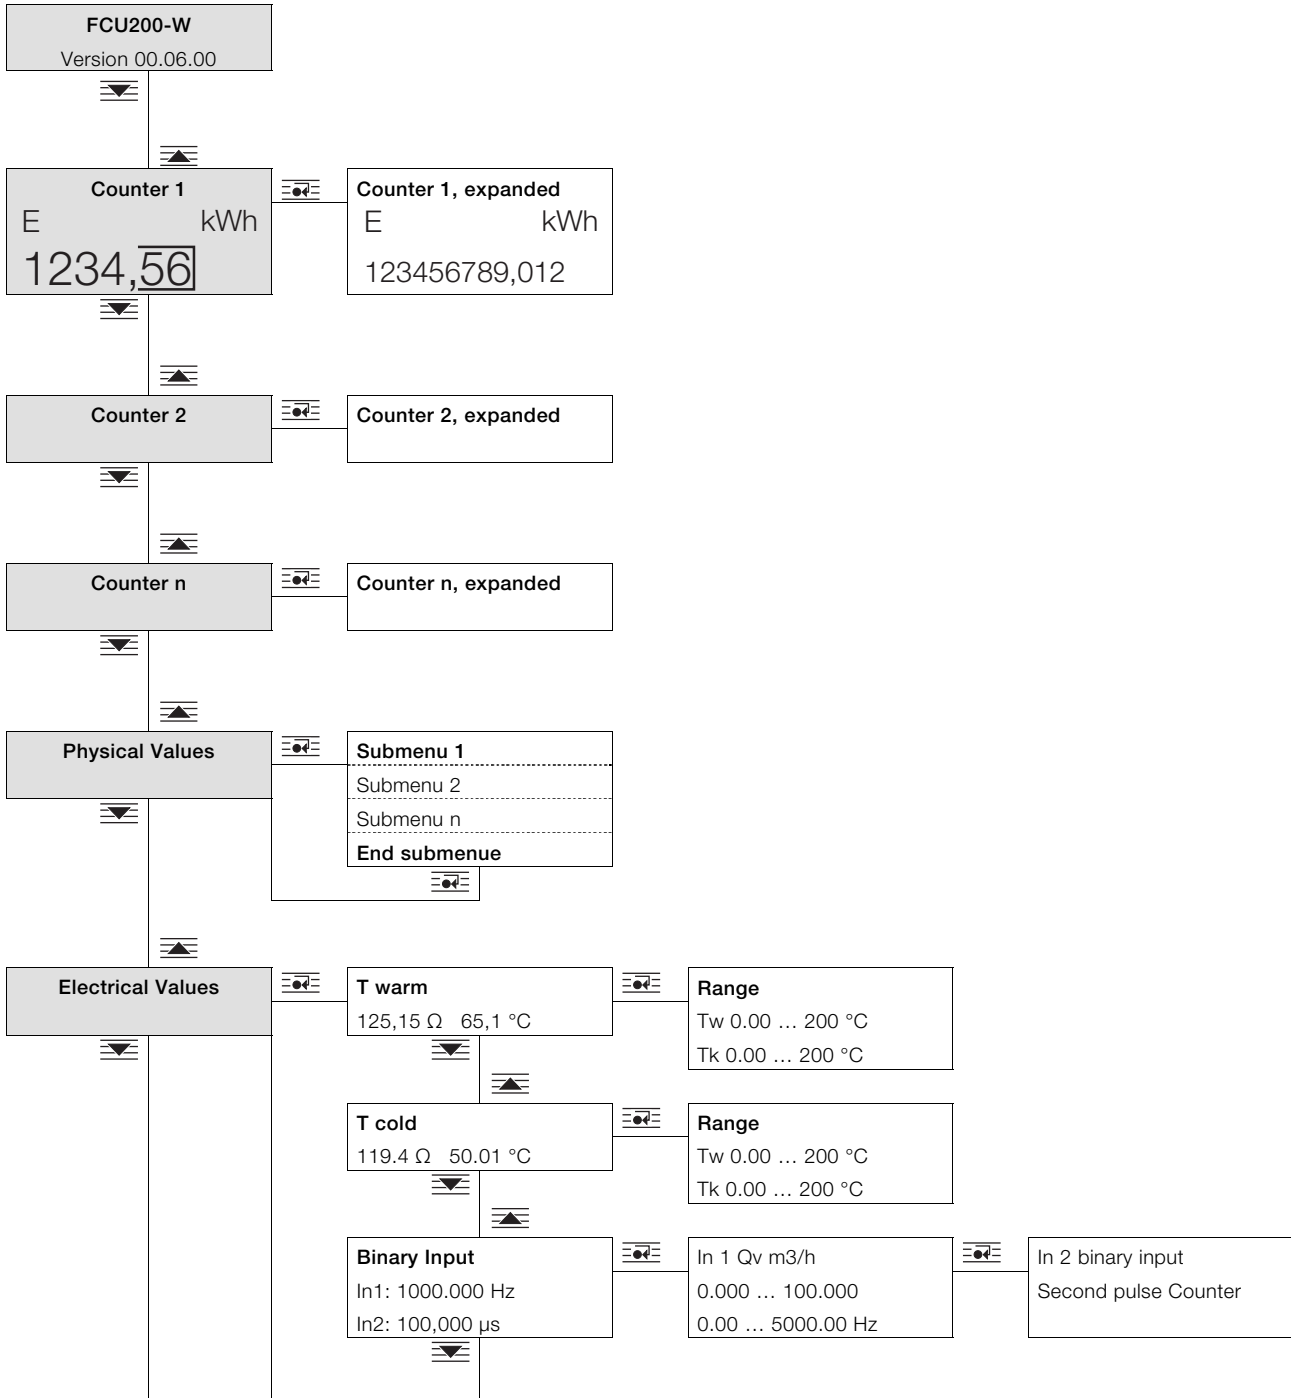 FCU200-W
Version 00.06.00
Counter 1
E kWh
1234,56
Counter 1, expanded
E kWh
123456789,012
Counter 2
Counter 2, expanded
Counter n
Counter n, expanded
Physical Values
Submenu 1
Submenu 2
Submenu n
End submenue
Electrical Values
T warm
125,15 Ω 65,1 °C
Range
Tw 0.00 … 200 °C
Tk 0.00 … 200 °C
T cold
119.4 Ω 50.01 °C
Range
Tw 0.00 … 200 °C
Tk 0.00 … 200 °C
Binary Input
In1: 1000.000 Hz
In2: 100,000 µs
In 1 Qv m3/h
0.000 … 100.000
0.00 … 5000.00 Hz
In 2 binary input
Second pulse Counter